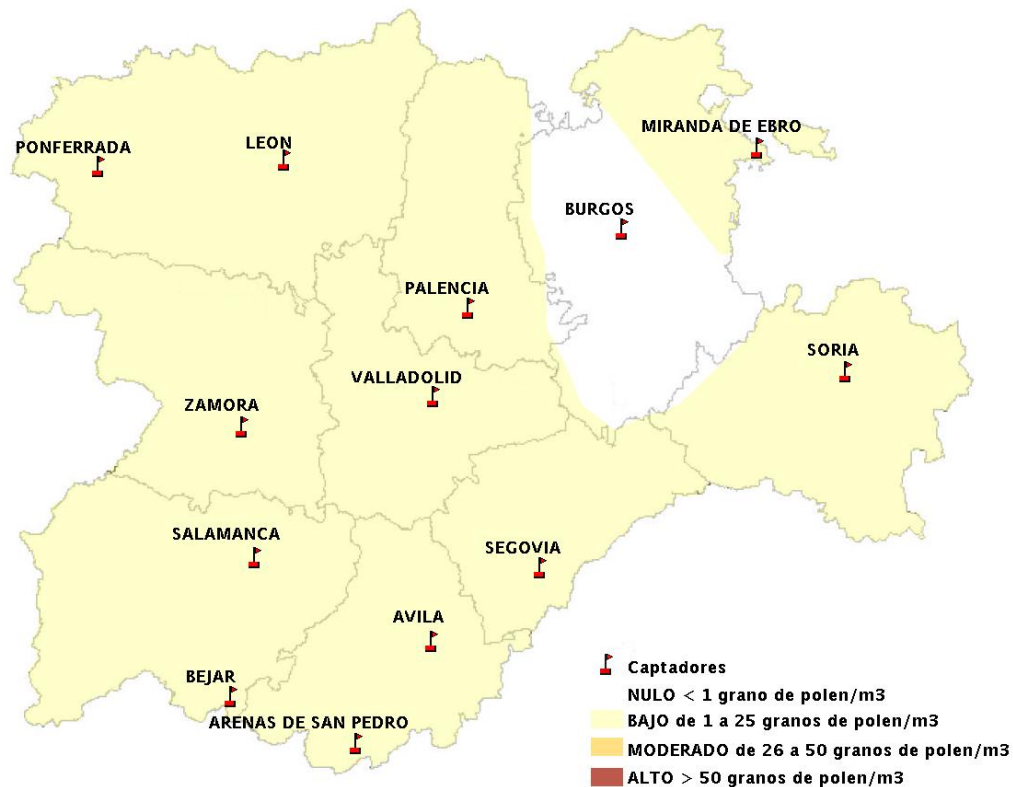 MIRANDA DE EBRO
PONFERRADA
LEON
BURGOS
PALENCIA
SORIA
VALLADOLID
ZAMORA
SALAMANCA
SEGOVIA
AVILA
BEJAR
ARENAS DE SAN PEDRO
Captadores
NULO < 1 grano de polen/m3
BAJO de 1 a 25 granos de polen/m3
MODERADO de 26 a 50 granos de polen/m3
ALTO > 50 granos de polen/m3